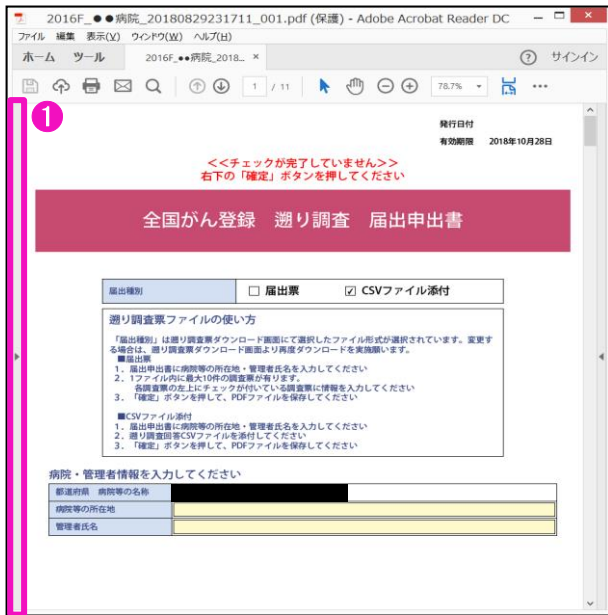 2016F_●●病院_20180829231711_001.pdf (保護) - Adobe Acrobat Reader DC
ファイル 編集 表示(V) ウィンドウ(W) ヘルプ(H)
ホーム ツール 2016F_●●病院_2018... × ? サインイン
1 / 11 78.7%
1
発行日付
有効期限 2018年10月28日
<<チェックが完了していません>>
右下の「確定」ボタンを押してください
全国がん登録 遡り調査 届出申出書
届出種別 届出票 CSVファイル添付
遡り調査票ファイルの使い方
「届出種別」は遡り調査票ダウンロード画面にて選択したファイル形式が選択されています。変更す
る場合は、遡り調査票ダウンロード画面より再度ダウンロードを実施願います。
■届出票
1. 届出申出書に病院等の所在地・管理者氏名を入力してください
2. 1ファイル内に最大10件の調査票が有ります。
各調査票の左上にチェックが付いている調査票に情報を入力してください
3. 「確定」ボタンを押して、PDFファイルを保存してください
■CSVファイル添付
1. 届出申出書に病院等の所在地・管理者氏名を入力してください
2. 遡り調査回答CSVファイルを添付してください
3. 「確定」ボタンを押して、PDFファイルを保存してください
病院・管理者情報を入力してください
都道府県 病院等の名称
病院等の所在地
管理者氏名